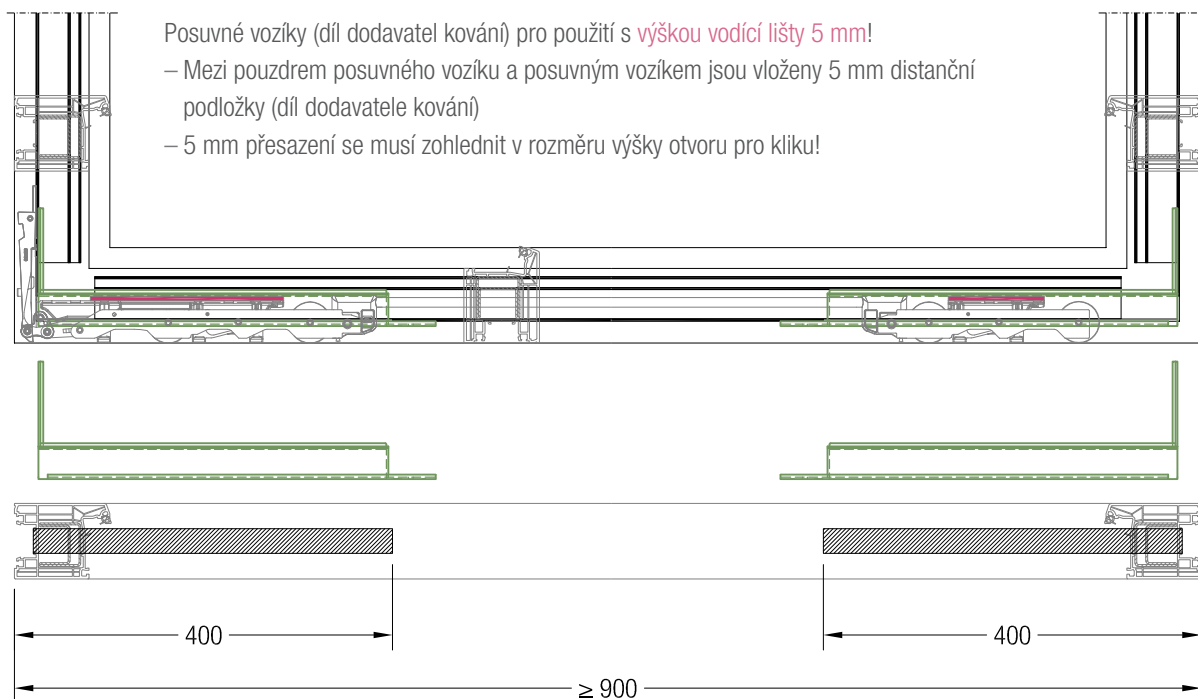 Posuvné vozíky (díl dodavatel kování) pro použití s výškou vodící lišty 5 mm!
– Mezi pouzdrem posuvného vozíku a posuvným vozíkem jsou vloženy 5 mm distanční
podložky (díl dodavatele kování)
– 5 mm přesazení se musí zohlednit v rozměru výšky otvoru pro kliku!
400
400
≥ 900